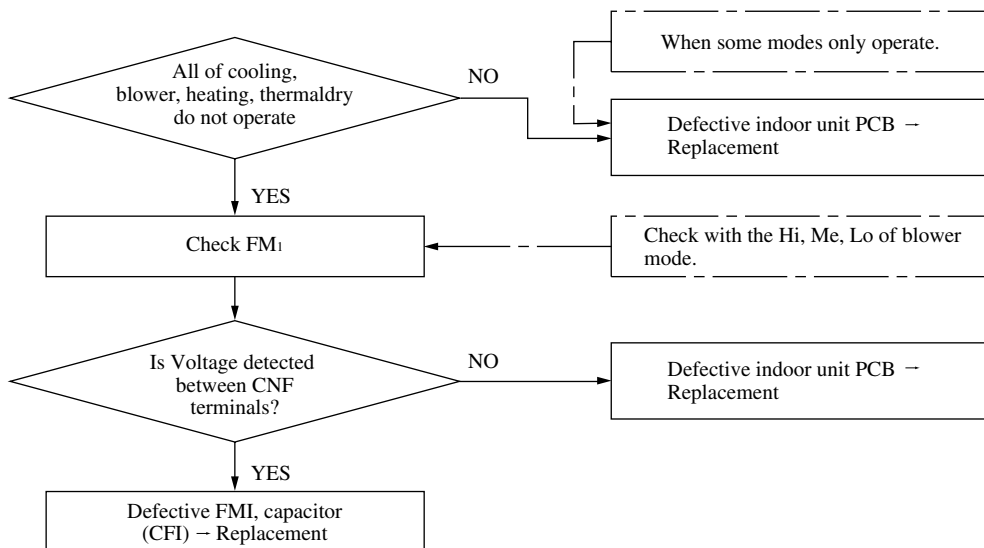 All of cooling,
blower, heating, thermaldry
do not operate
NO
When some modes only operate.
Defective indoor unit PCB →
Replacement
YES
Check FM1
Check with the Hi, Me, Lo of blower
mode.
Is Voltage detected
between CNF
terminals?
NO
Defective indoor unit PCB →
Replacement
YES
Defective FMI, capacitor
(CFI) → Replacement